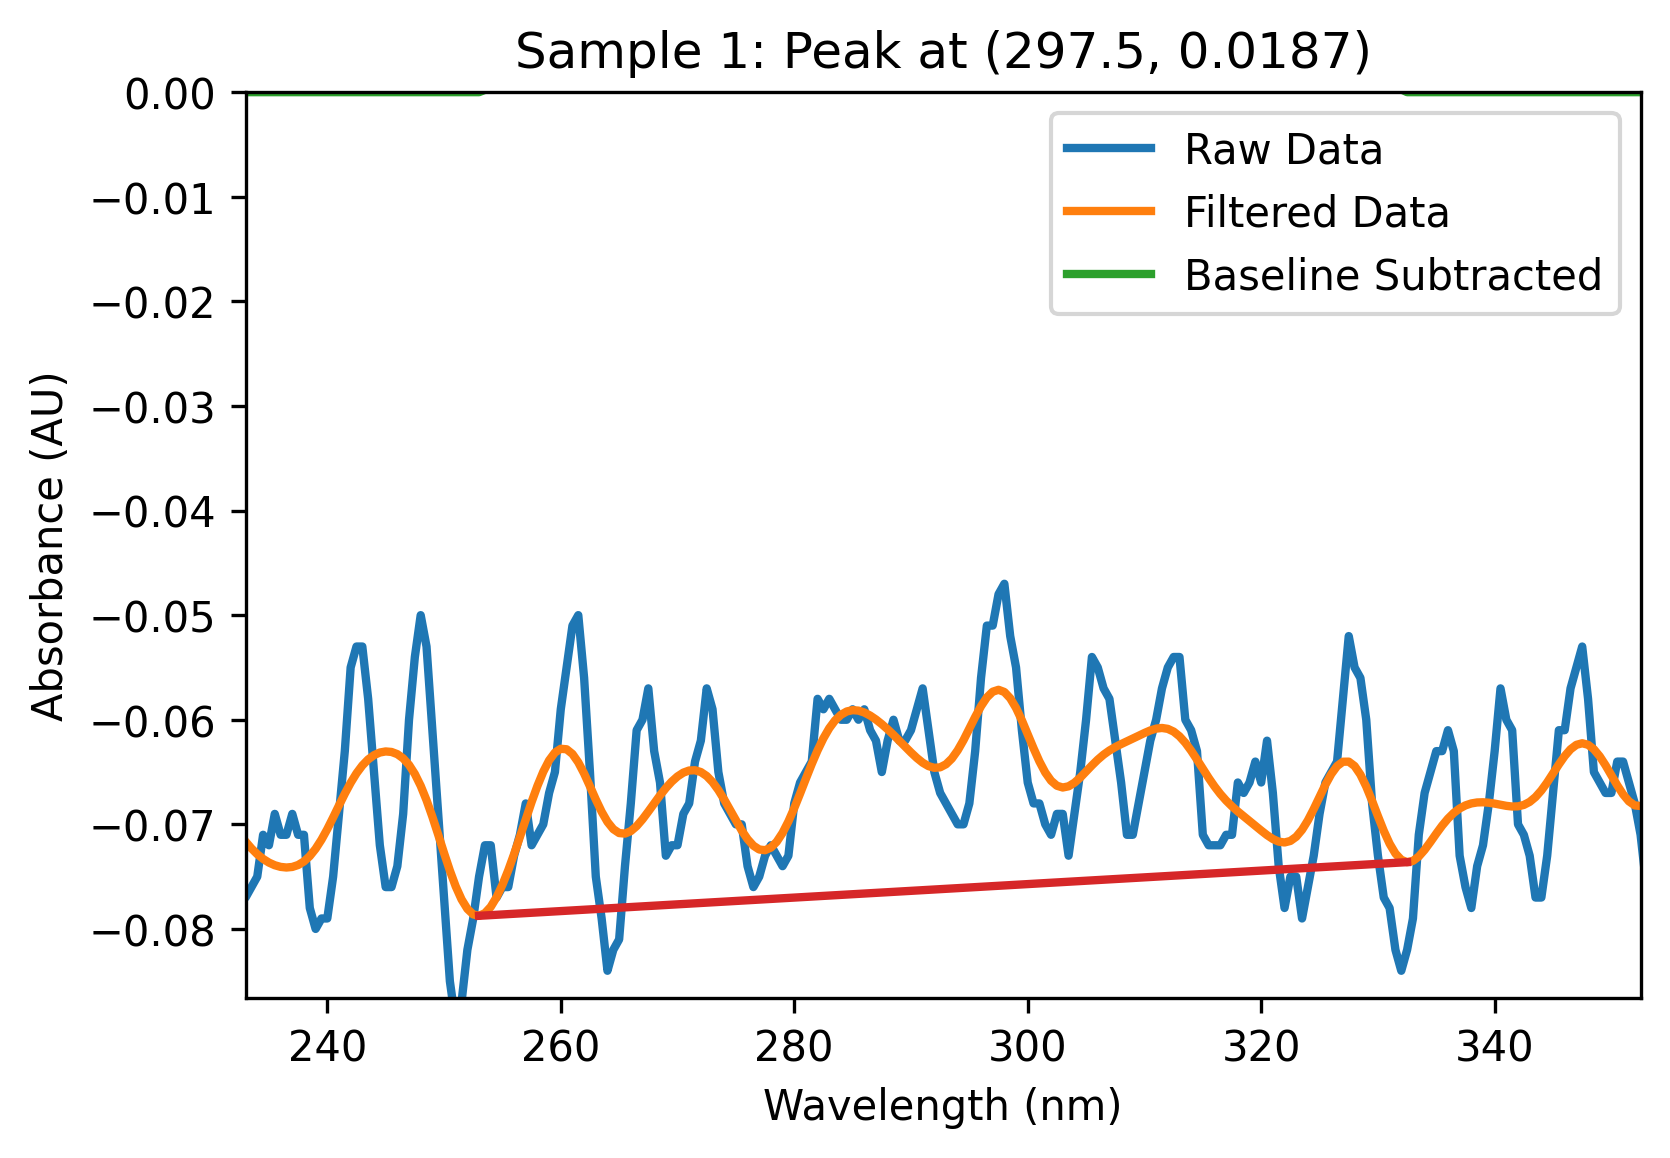 Sample 1: Peak at (297.5, 0.0187)
0.00
−0.01
−0.02
−0.03
−0.04
−0.05
−0.06
−0.07
−0.08
Absorbance (AU)
Raw Data
Filtered Data
Baseline Subtracted
240 260 280 300 320 340
Wavelength (nm)